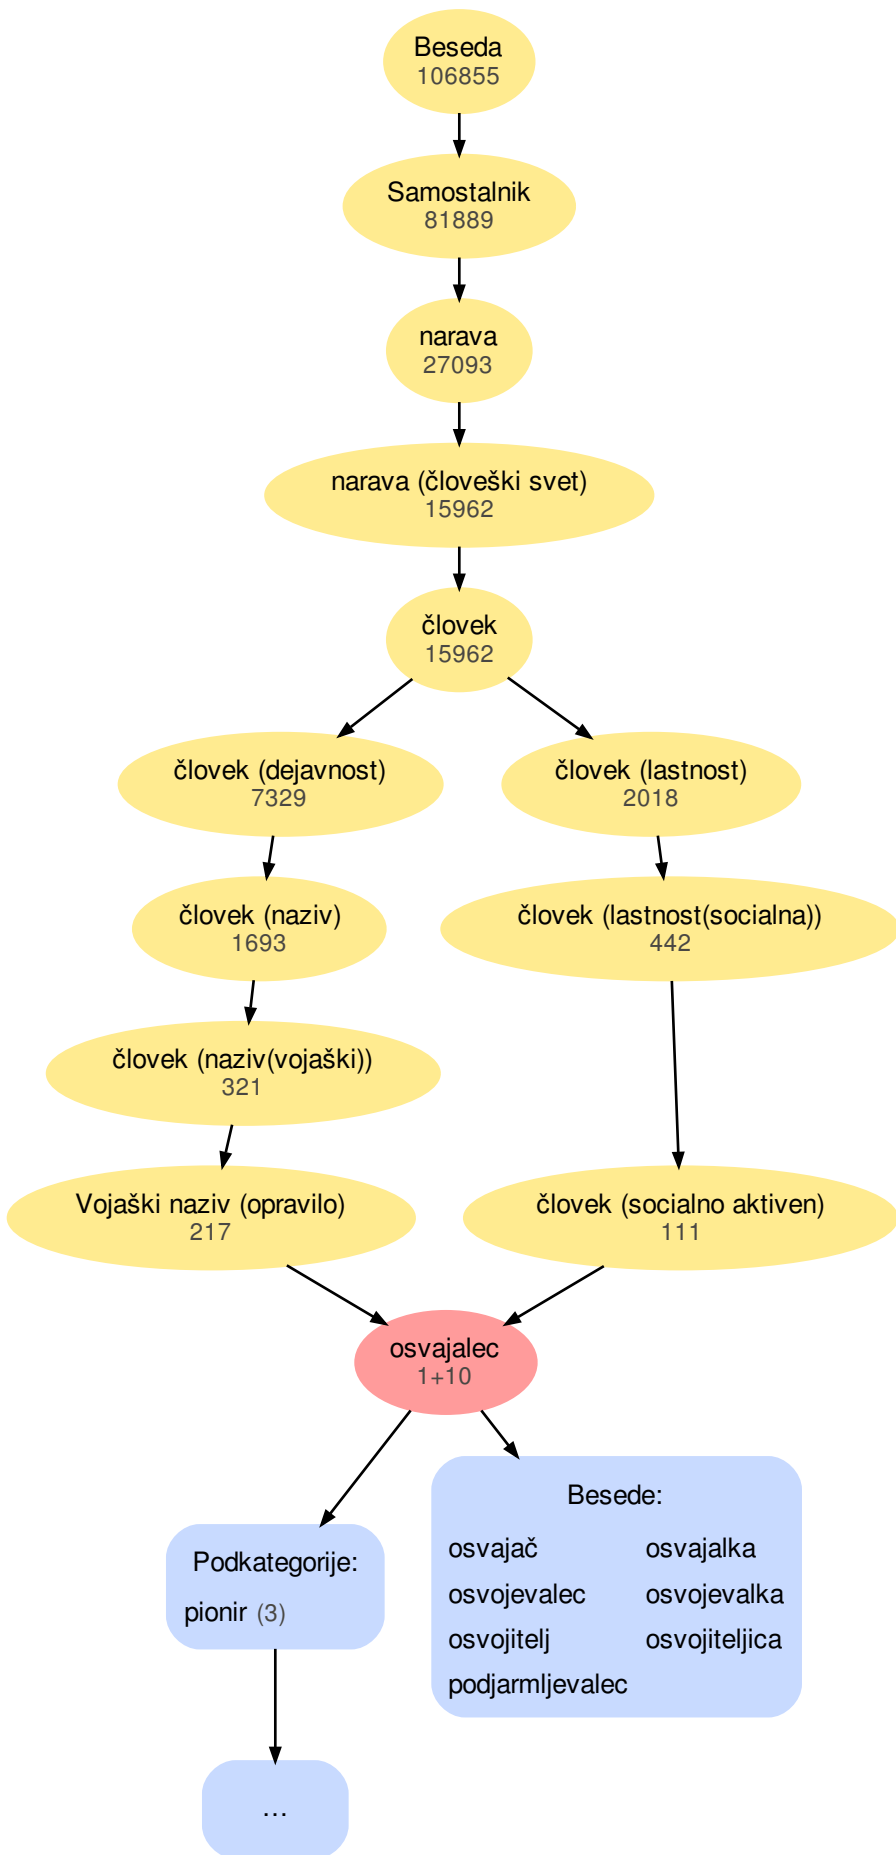 Beseda
106855
Samostalnik
81889
narava
27093
narava (človeški svet)
15962
človek
15962
človek (dejavnost)
7329
človek (lastnost)
2018
človek (naziv)
1693
človek (lastnost(socialna))
442
človek (naziv(vojaški))
321
Vojaški naziv (opravilo)
217
človek (socialno aktiven)
111
osvajalec
1+10
Podkategorije:
pionir (3)
...
Besede:
osvajač osvajalka
osvojevalec osvojevalka
osvojitelj osvojiteljica
podjarmljevalec